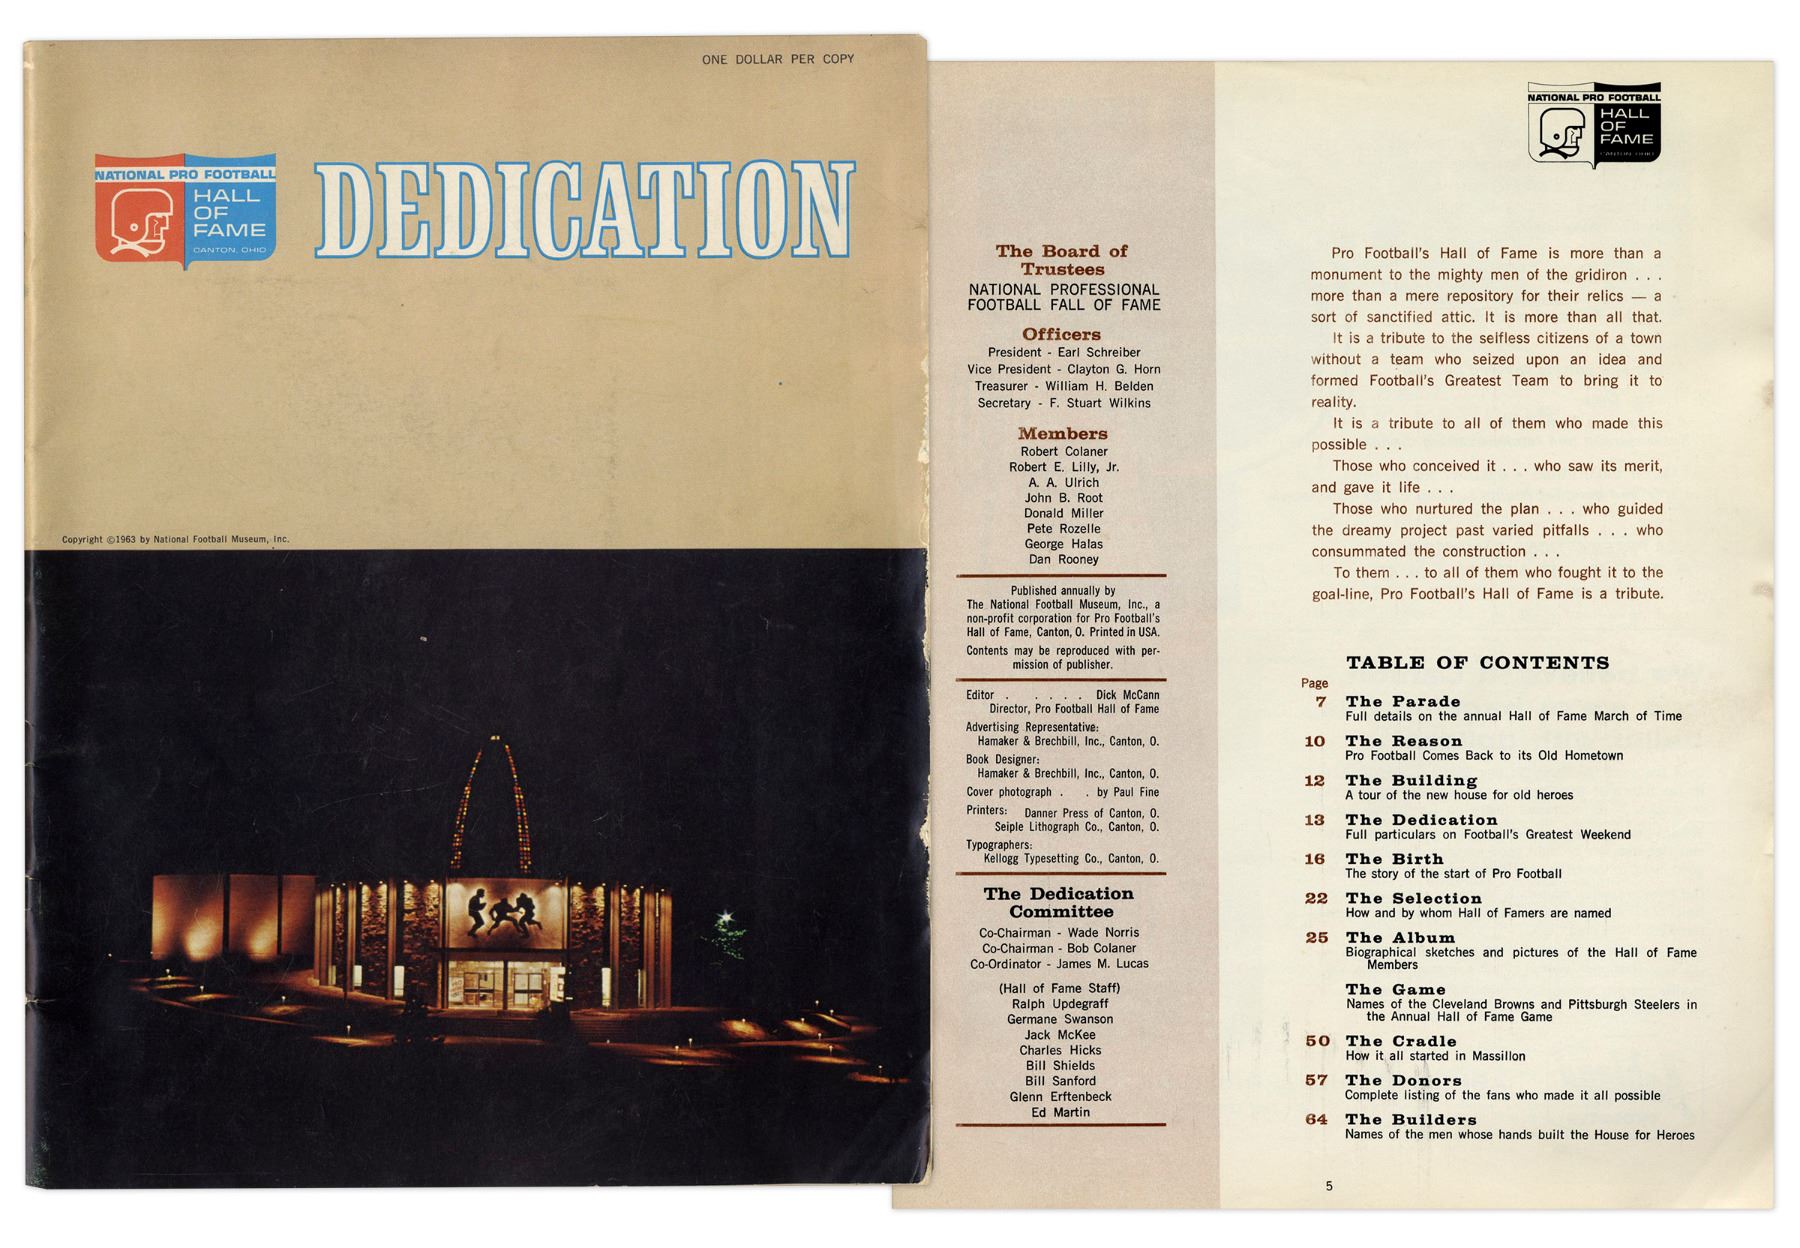 ONE DOLLAR PER COPY
NATIONAL PRO FOOTBALL
HALL
OF
FAME
CANTON, OHIO
DEDICATION
Copyright ©1963 by National Football Museum, Inc.
The Board of
Trustees
NATIONAL PROFESSIONAL
FOOTBALL FALL OF FAME
Officers
President - Earl Schreiber
Vice President - Clayton G. Horn
Treasurer - William H. Belden
Secretary - F. Stuart Wilkins
Members
Robert Colaner
Robert E. Lilly, Jr.
A. A. Ulrich
John B. Root
Donald Miller
Pete Rozelle
George Halas
Dan Rooney
Published annually by
The National Football Museum, Inc., a
non-profit corporation for Pro Football's
Hall of Fame, Canton, O. Printed in USA.
Contents may be reproduced with per-
mission of publisher.
Editor . . . . . Dick McCann
Director, Pro Football Hall of Fame
Advertising Representative:
Hamaker & Brechbill, Inc., Canton, O.
Book Designer:
Hamaker & Brechbill, Inc., Canton, O.
Cover photograph . . by Paul Fine
Printers: Danner Press of Canton, O.
Seiple Lithograph Co., Canton, O.
Typographers:
Kellogg Typesetting Co., Canton, O.
The Dedication
Committee
Co-Chairman - Wade Norris
Co-Chairman - Bob Colaner
Co-Ordinator - James M. Lucas
(Hall of Fame Staff)
Ralph Updegraff
Germane Swanson
Jack McKee
Charles Hicks
Bill Shields
Bill Sanford
Glenn Erftenbeck
Ed Martin
NATIONAL PRO FOOTBALL
HALL
OF
FAME
CANTON, OHIO
Pro Football's Hall of Fame is more than a
monument to the mighty men of the gridiron . . .
more than a mere repository for their relics — a
sort of sanctified attic. It is more than all that.
It is a tribute to the selfless citizens of a town
without a team who seized upon an idea and
formed Football's Greatest Team to bring it to
reality.
It is a tribute to all of them who made this
possible . . .
Those who conceived it . . . who saw its merit,
and gave it life . . .
Those who nurtured the plan . . . who guided
the dreamy project past varied pitfalls . . . who
consummated the construction . . .
To them . . . to all of them who fought it to the
goal-line, Pro Football's Hall of Fame is a tribute.
TABLE OF CONTENTS
Page
7 The Parade
Full details on the annual Hall of Fame March of Time
10 The Reason
Pro Football Comes Back to its Old Hometown
12 The Building
A tour of the new house for old heroes
13 The Dedication
Full particulars on Football's Greatest Weekend
16 The Birth
The story of the start of Pro Football
22 The Selection
How and by whom Hall of Famers are named
25 The Album
Biographical sketches and pictures of the Hall of Fame
Members
The Game
Names of the Cleveland Browns and Pittsburgh Steelers in
the Annual Hall of Fame Game
50 The Cradle
How it all started in Massillon
57 The Donors
Complete listing of the fans who made it all possible
64 The Builders
Names of the men whose hands built the House for Heroes
5